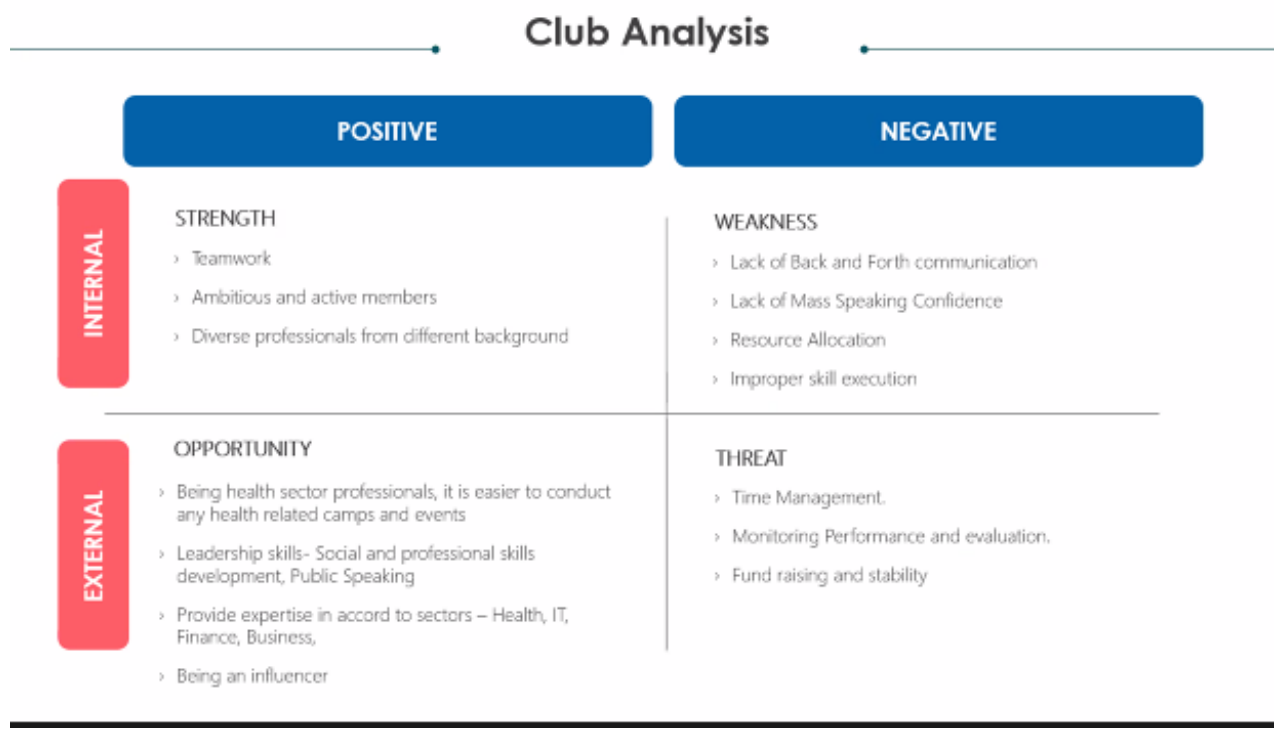 Club Analysis
POSITIVE
NEGATIVE
INTERNAL
STRENGTH
› Teamwork
› Ambitious and active members
› Diverse professionals from different background
WEAKNESS
› Lack of Back and Forth communication
› Lack of Mass Speaking Confidence
› Resource Allocation
› Improper skill execution
EXTERNAL
OPPORTUNITY
› Being health sector professionals, it is easier to conduct
any health related camps and events
› Leadership skills- Social and professional skills
development, Public Speaking
› Provide expertise in accord to sectors – Health, IT,
Finance, Business,
› Being an influencer
THREAT
› Time Management.
› Monitoring Performance and evaluation.
› Fund raising and stability